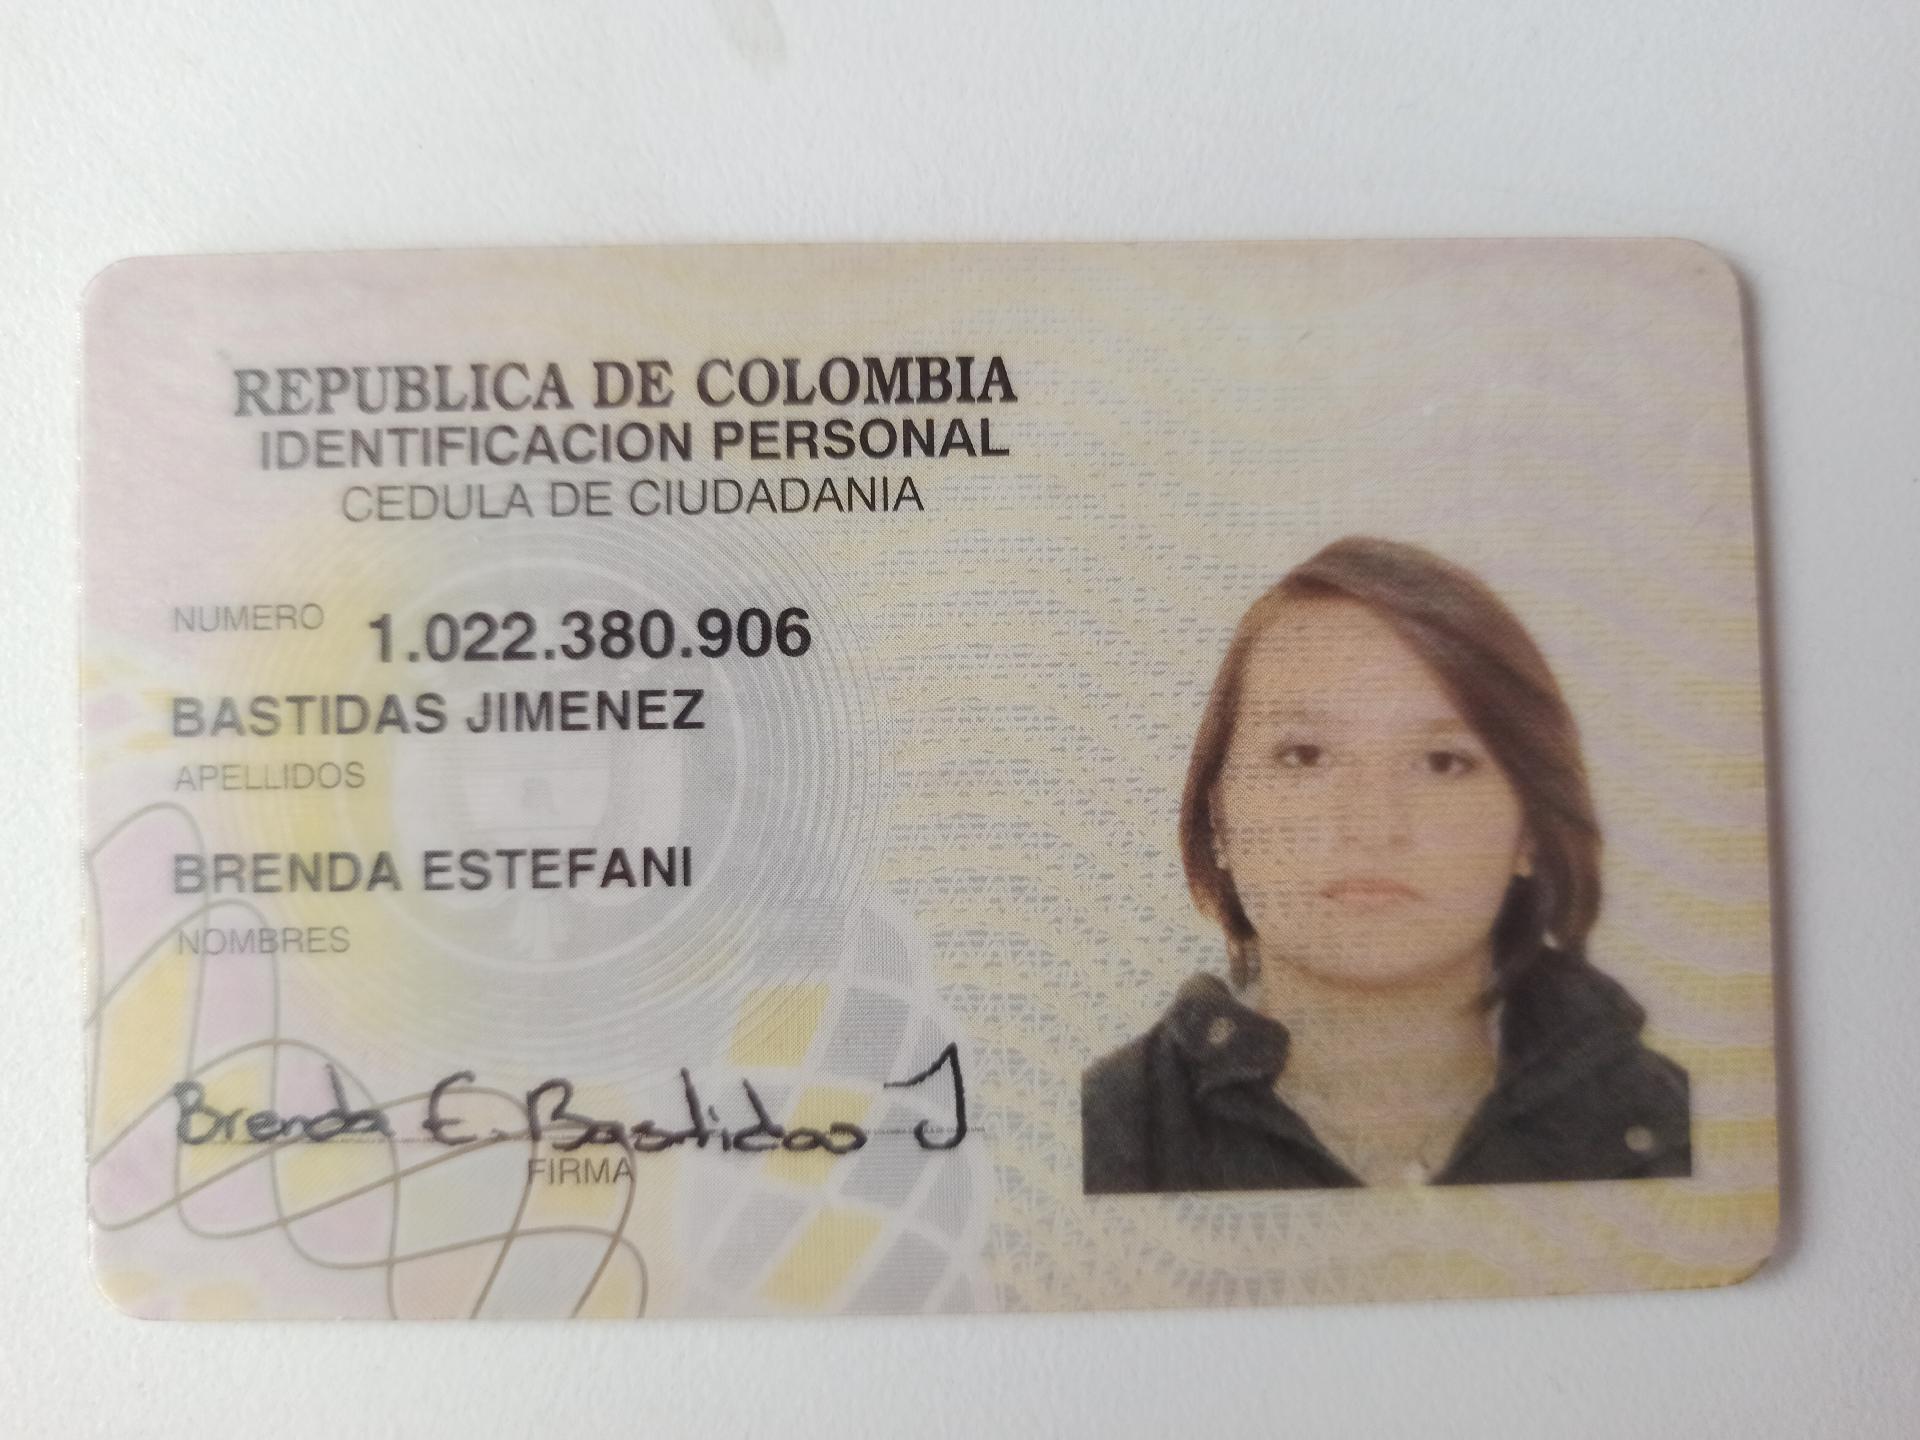 REPUBLICA DE COLOMBIA
IDENTIFICACION PERSONAL
CEDULA DE CIUDADANIA
NUMERO 1.022.380.906
BASTIDAS JIMENEZ
APELLIDOS
BRENDA ESTEFANI
NOMBRES
Brenda E. Bastidas J
FIRMA